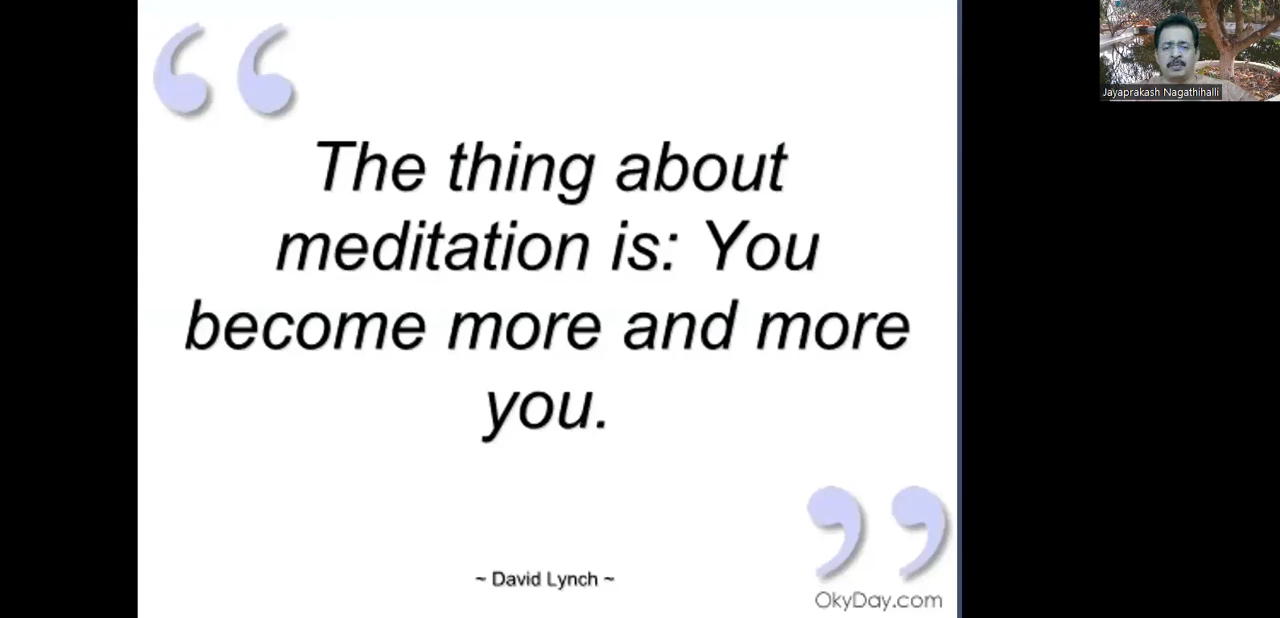 The thing about
meditation is: You
become more and more
you.
~ David Lynch ~
OkyDay.com
Jayaprakash Nagathihalli